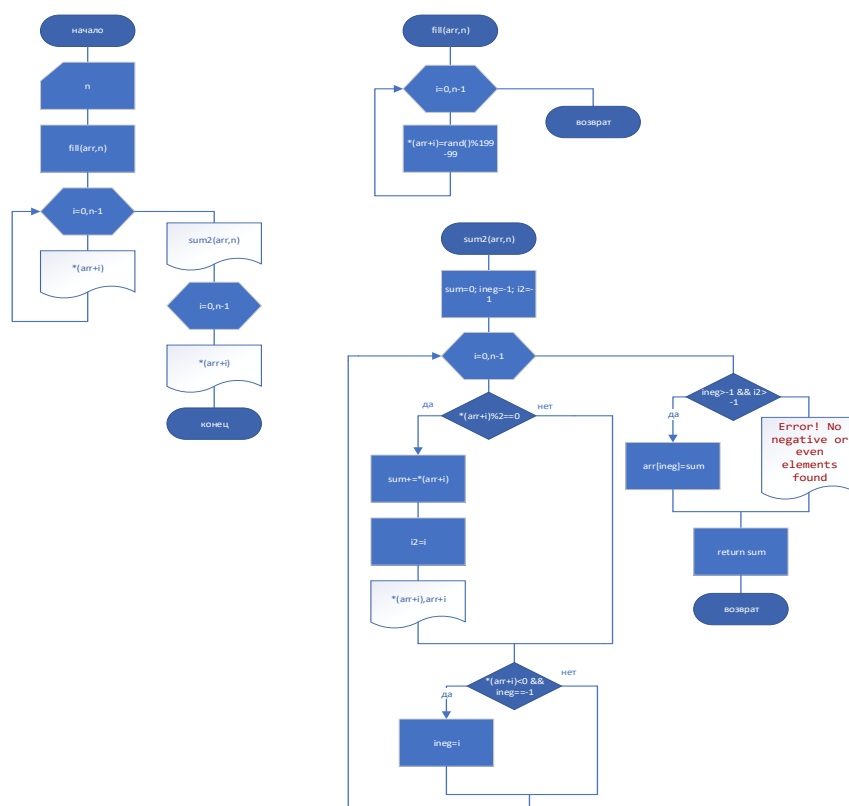 начало
n
fill(arr,n)
i=0,n-1
*(arr+i)
sum2(arr,n)
i=0,n-1
*(arr+i)
конец
fill(arr,n)
i=0,n-1
*(arr+i)=rand()%199
-99
возврат
sum2(arr,n)
sum=0; ineg=-1; i2=-
1
i=0,n-1
*(arr+i)%2==0
да
нет
sum+=*(arr+i)
i2=i
*(arr+i),arr+i
*(arr+i)<0 &&
ineg==-1
да
нет
ineg=i
ineg>-1 && i2>
-1
да
arr[ineg]=sum
Error! No
negative or
even
elements
found
return sum
возврат